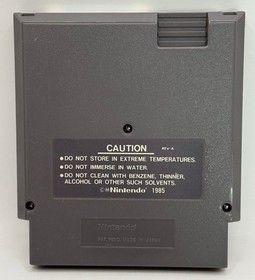 CAUTION REV-A
•DO NOT STORE IN EXTREME TEMPERATURES.
•DO NOT IMMERSE IN WATER.
•DO NOT CLEAN WITH BENZENE, THINNER,
ALCOHOL OR OTHER SUCH SOLVENTS.
©Nintendo 1985
Nintendo